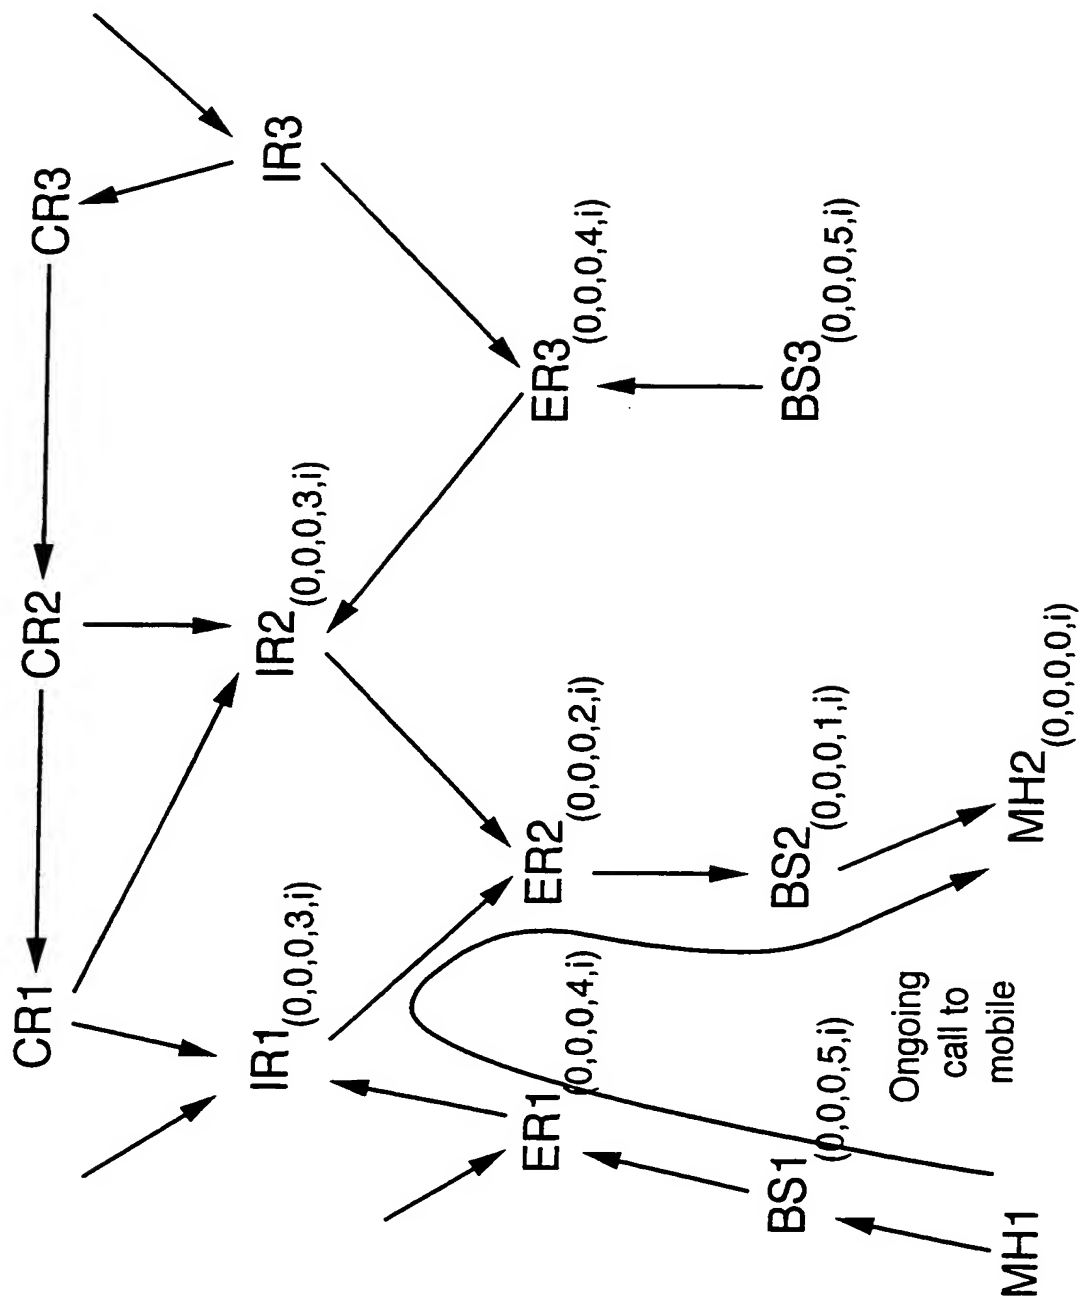 CR1
CR2
CR3
IR1(0,0,0,3,i)
IR2(0,0,0,3,i)
IR3
ER1(0,0,0,4,i)
ER2(0,0,0,2,i)
ER3(0,0,0,4,i)
BS1(0,0,0,5,i)
BS2(0,0,0,1,i)
BS3(0,0,0,5,i)
Ongoing
call to
mobile
MH1
MH2(0,0,0,0,i)